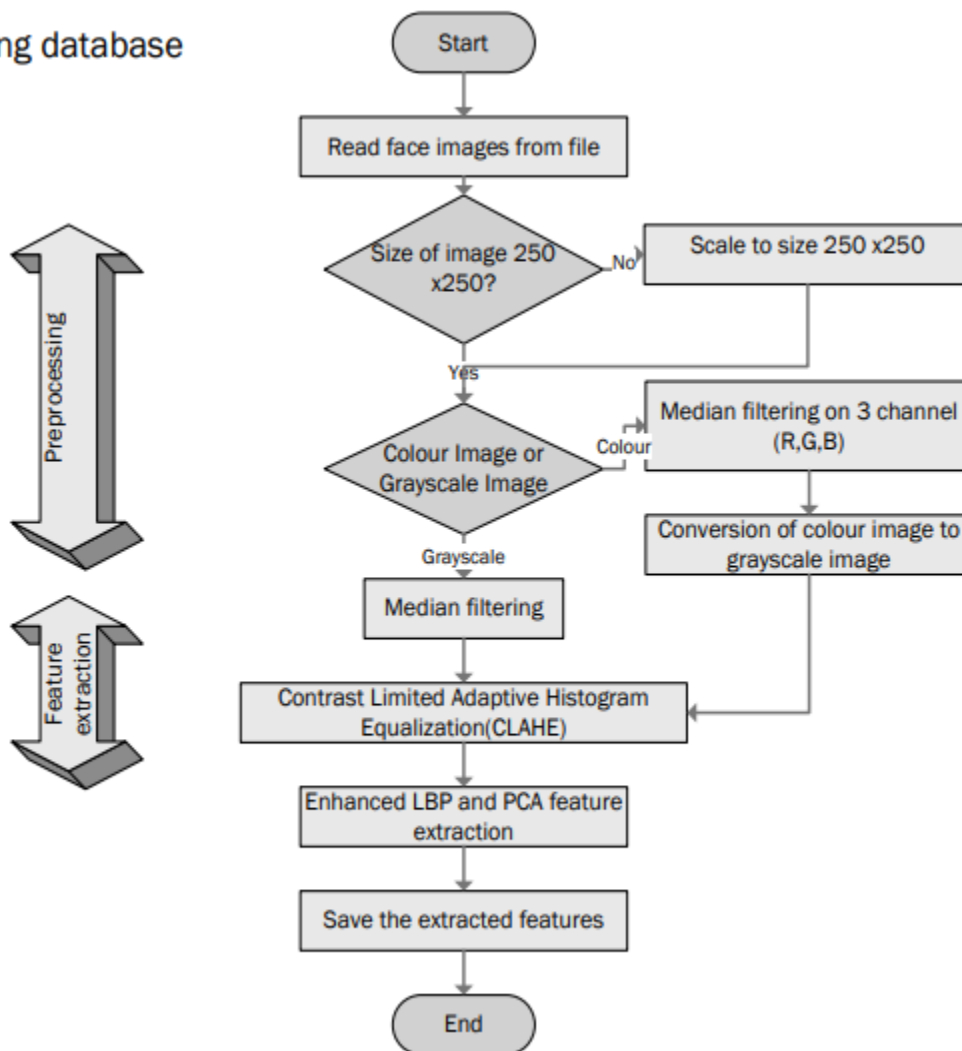 ng database
Start
Read face images from file
Size of image 250
x250?
No
Scale to size 250 x250
Yes
Preprocessing
Colour Image or
Grayscale Image
Colour
Median filtering on 3 channel
(R,G,B)
Conversion of colour image to
grayscale image
Grayscale
Median filtering
Feature
extraction
Contrast Limited Adaptive Histogram
Equalization(CLAHE)
Enhanced LBP and PCA feature
extraction
Save the extracted features
End